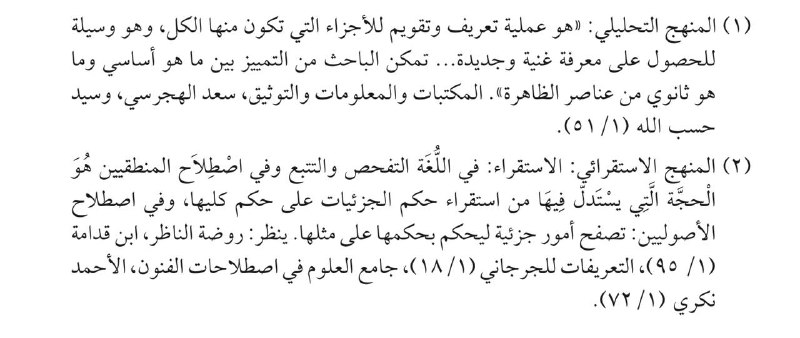 (١) المنهج التحليلي: «هو عملية تعريف وتقويم للأجزاء التي تكون منها الكل، وهو وسيلة
للحصول على معرفة غنية وجديدة... تمكن الباحث من التمييز بين ما هو أساسي وما
هو ثانوي من عناصر الظاهرة». المكتبات والمعلومات والتوثيق، سعد الهجرسي، وسيد
حسب الله (١/ ٥١).
(٢) المنهج الاستقرائي: الاستقراء: في اللُّغَة التفحص والتتبع وفي اصْطِلَاح المنطقيين هُوَ
الْحجَّة الَّتِي يسْتَدلّ فِيهَا من استقراء حكم الجزئيات على حكم كليها، وفي اصطلاح
الأصوليين: تصفح أمور جزئية ليحكم بحكمها على مثلها. ينظر: روضة الناظر، ابن قدامة
(١/ ٩٥)، التعريفات للجرجاني (١/ ١٨)، جامع العلوم في اصطلاحات الفنون، الأحمد
نكري (١/ ٧٢).